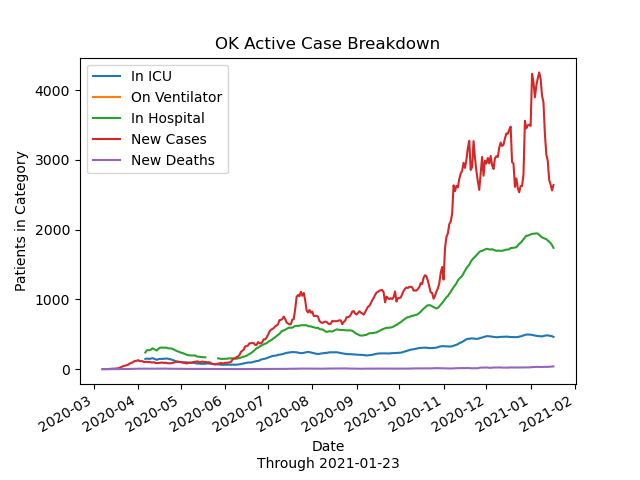 OK Active Case Breakdown
In ICU
On Ventilator
In Hospital
New Cases
New Deaths
Patients in Category
4000
3000
2000
1000
0
2020-03
2020-04
2020-05
2020-06
2020-07
2020-08
2020-09
2020-10
2020-11
2020-12
2021-01
2021-02
Date
Through 2021-01-23